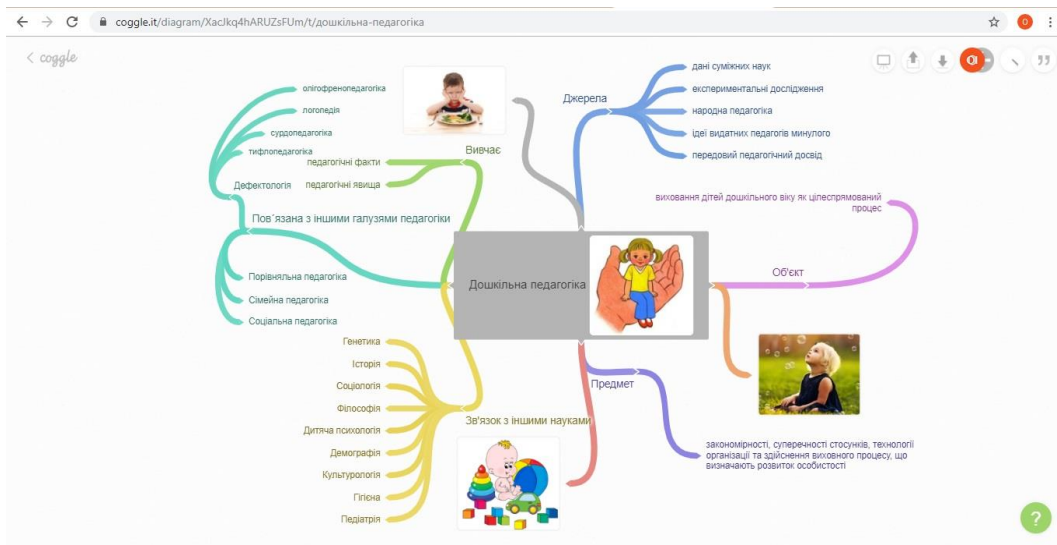 coggle.it/diagram/XacJkq4hARUZsFUm/t/дошкільна-педагогіка
coggle
Дошкільна педагогіка
Джерела
дані суміжних наук
експериментальні дослідження
народна педагогіка
ідеї видатних педагогів минулого
передовий педагогічний досвід
Об'єкт
виховання дітей дошкільного віку як цілеспрямований
процес
Предмет
закономірності, суперечності стосунків, технології
організації та здійснення виховного процесу, що
визначають розвиток особистості
Вивчає
педагогічні факти
педагогічні явища
Пов´язана з іншими галузями педагогіки
Дефектологія
олігофренопедагогіка
логопедія
сурдопедагогіка
тифлопедагогіка
Порівняльна педагогіка
Сімейна педагогіка
Соціальна педагогіка
Зв'язок з іншими науками
Генетика
Історія
Соціологія
Філософія
Дитяча психологія
Демографія
Культурологія
Гігієна
Педіатрія
?